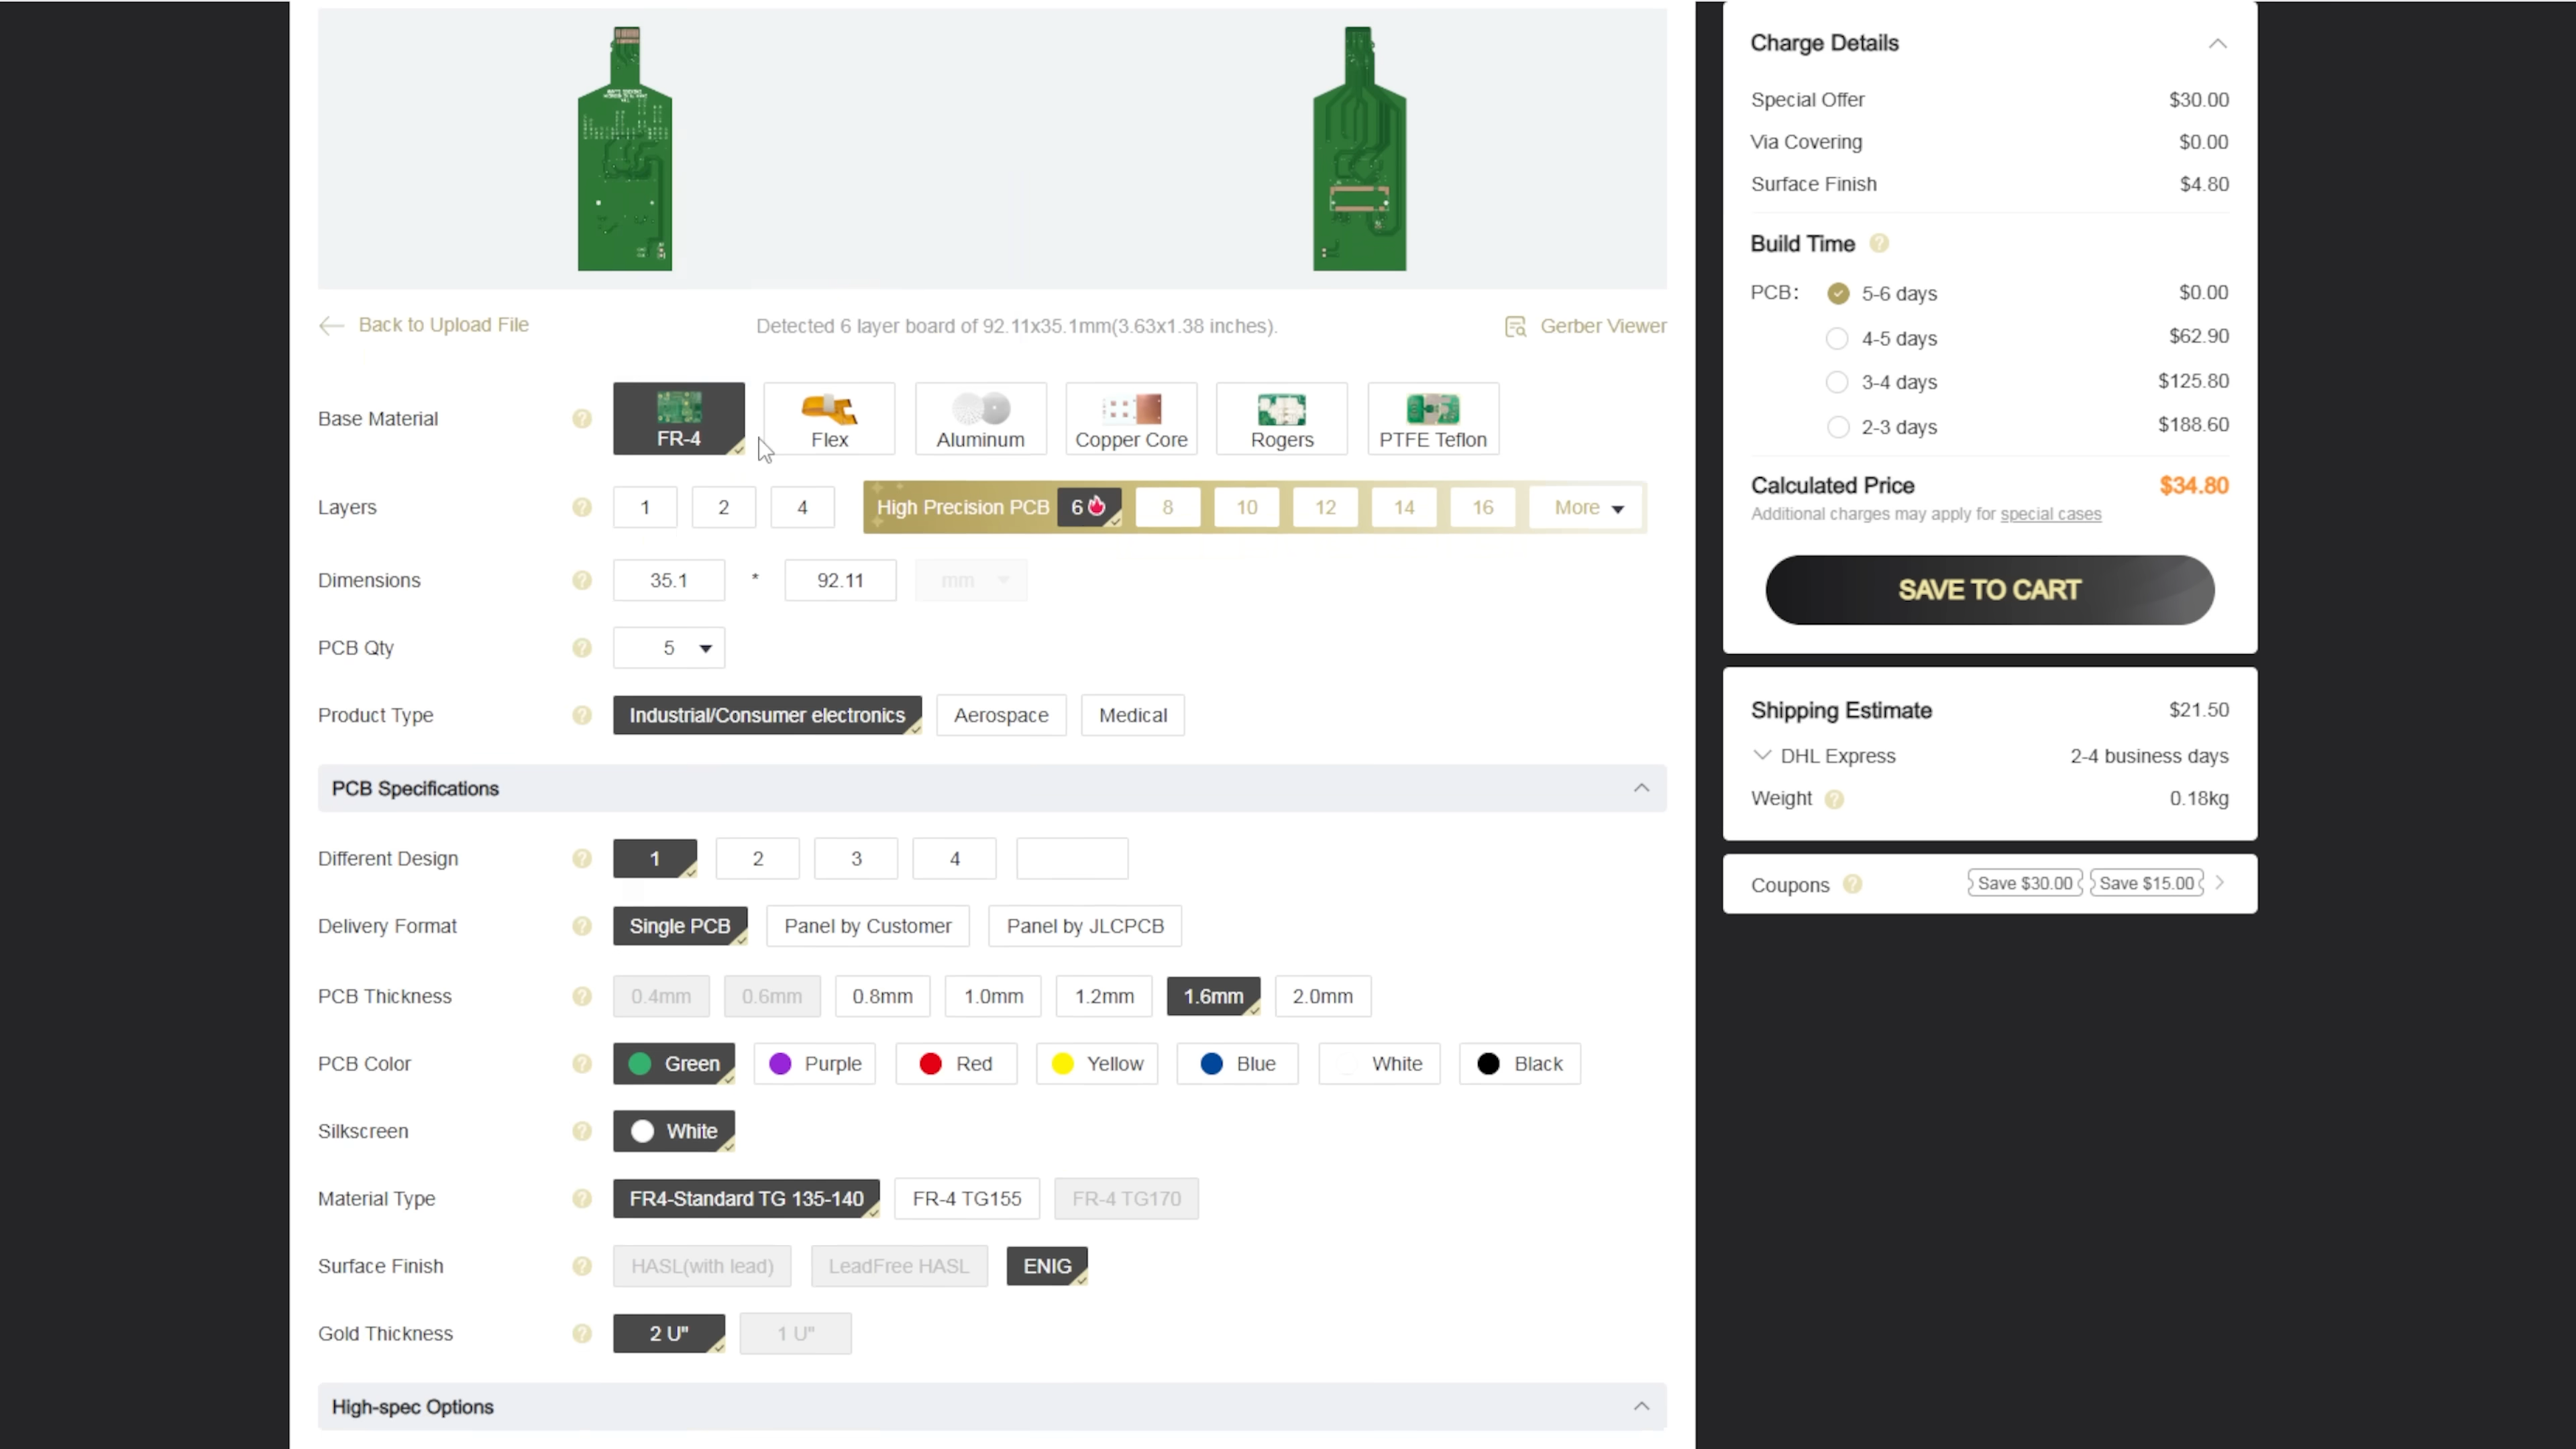 Back to Upload File
Detected 6 layer board of 92.11x35.1mm(3.63x1.38 inches).
Gerber Viewer
Base Material
FR-4
Flex
Aluminum
Copper Core
Rogers
PTFE Teflon
Layers
1
2
4
High Precision PCB
6
8
10
12
14
16
More
Dimensions
35.1 * 92.11 mm
PCB Qty
5
Product Type
Industrial/Consumer electronics
Aerospace
Medical
PCB Specifications
Different Design
1
2
3
4
Delivery Format
Single PCB
Panel by Customer
Panel by JLCPCB
PCB Thickness
0.4mm
0.6mm
0.8mm
1.0mm
1.2mm
1.6mm
2.0mm
PCB Color
Green
Purple
Red
Yellow
Blue
White
Black
Silkscreen
White
Material Type
FR4-Standard TG 135-140
FR-4 TG155
FR-4 TG170
Surface Finish
HASL(with lead)
LeadFree HASL
ENIG
Gold Thickness
2 U"
1 U"
High-spec Options
Charge Details
Special Offer $30.00
Via Covering $0.00
Surface Finish $4.80
Build Time
PCB: 5-6 days $0.00
4-5 days $62.90
3-4 days $125.80
2-3 days $188.60
Calculated Price $34.80
Additional charges may apply for special cases
SAVE TO CART
Shipping Estimate $21.50
DHL Express 2-4 business days
Weight 0.18kg
Coupons Save $30.00 Save $15.00